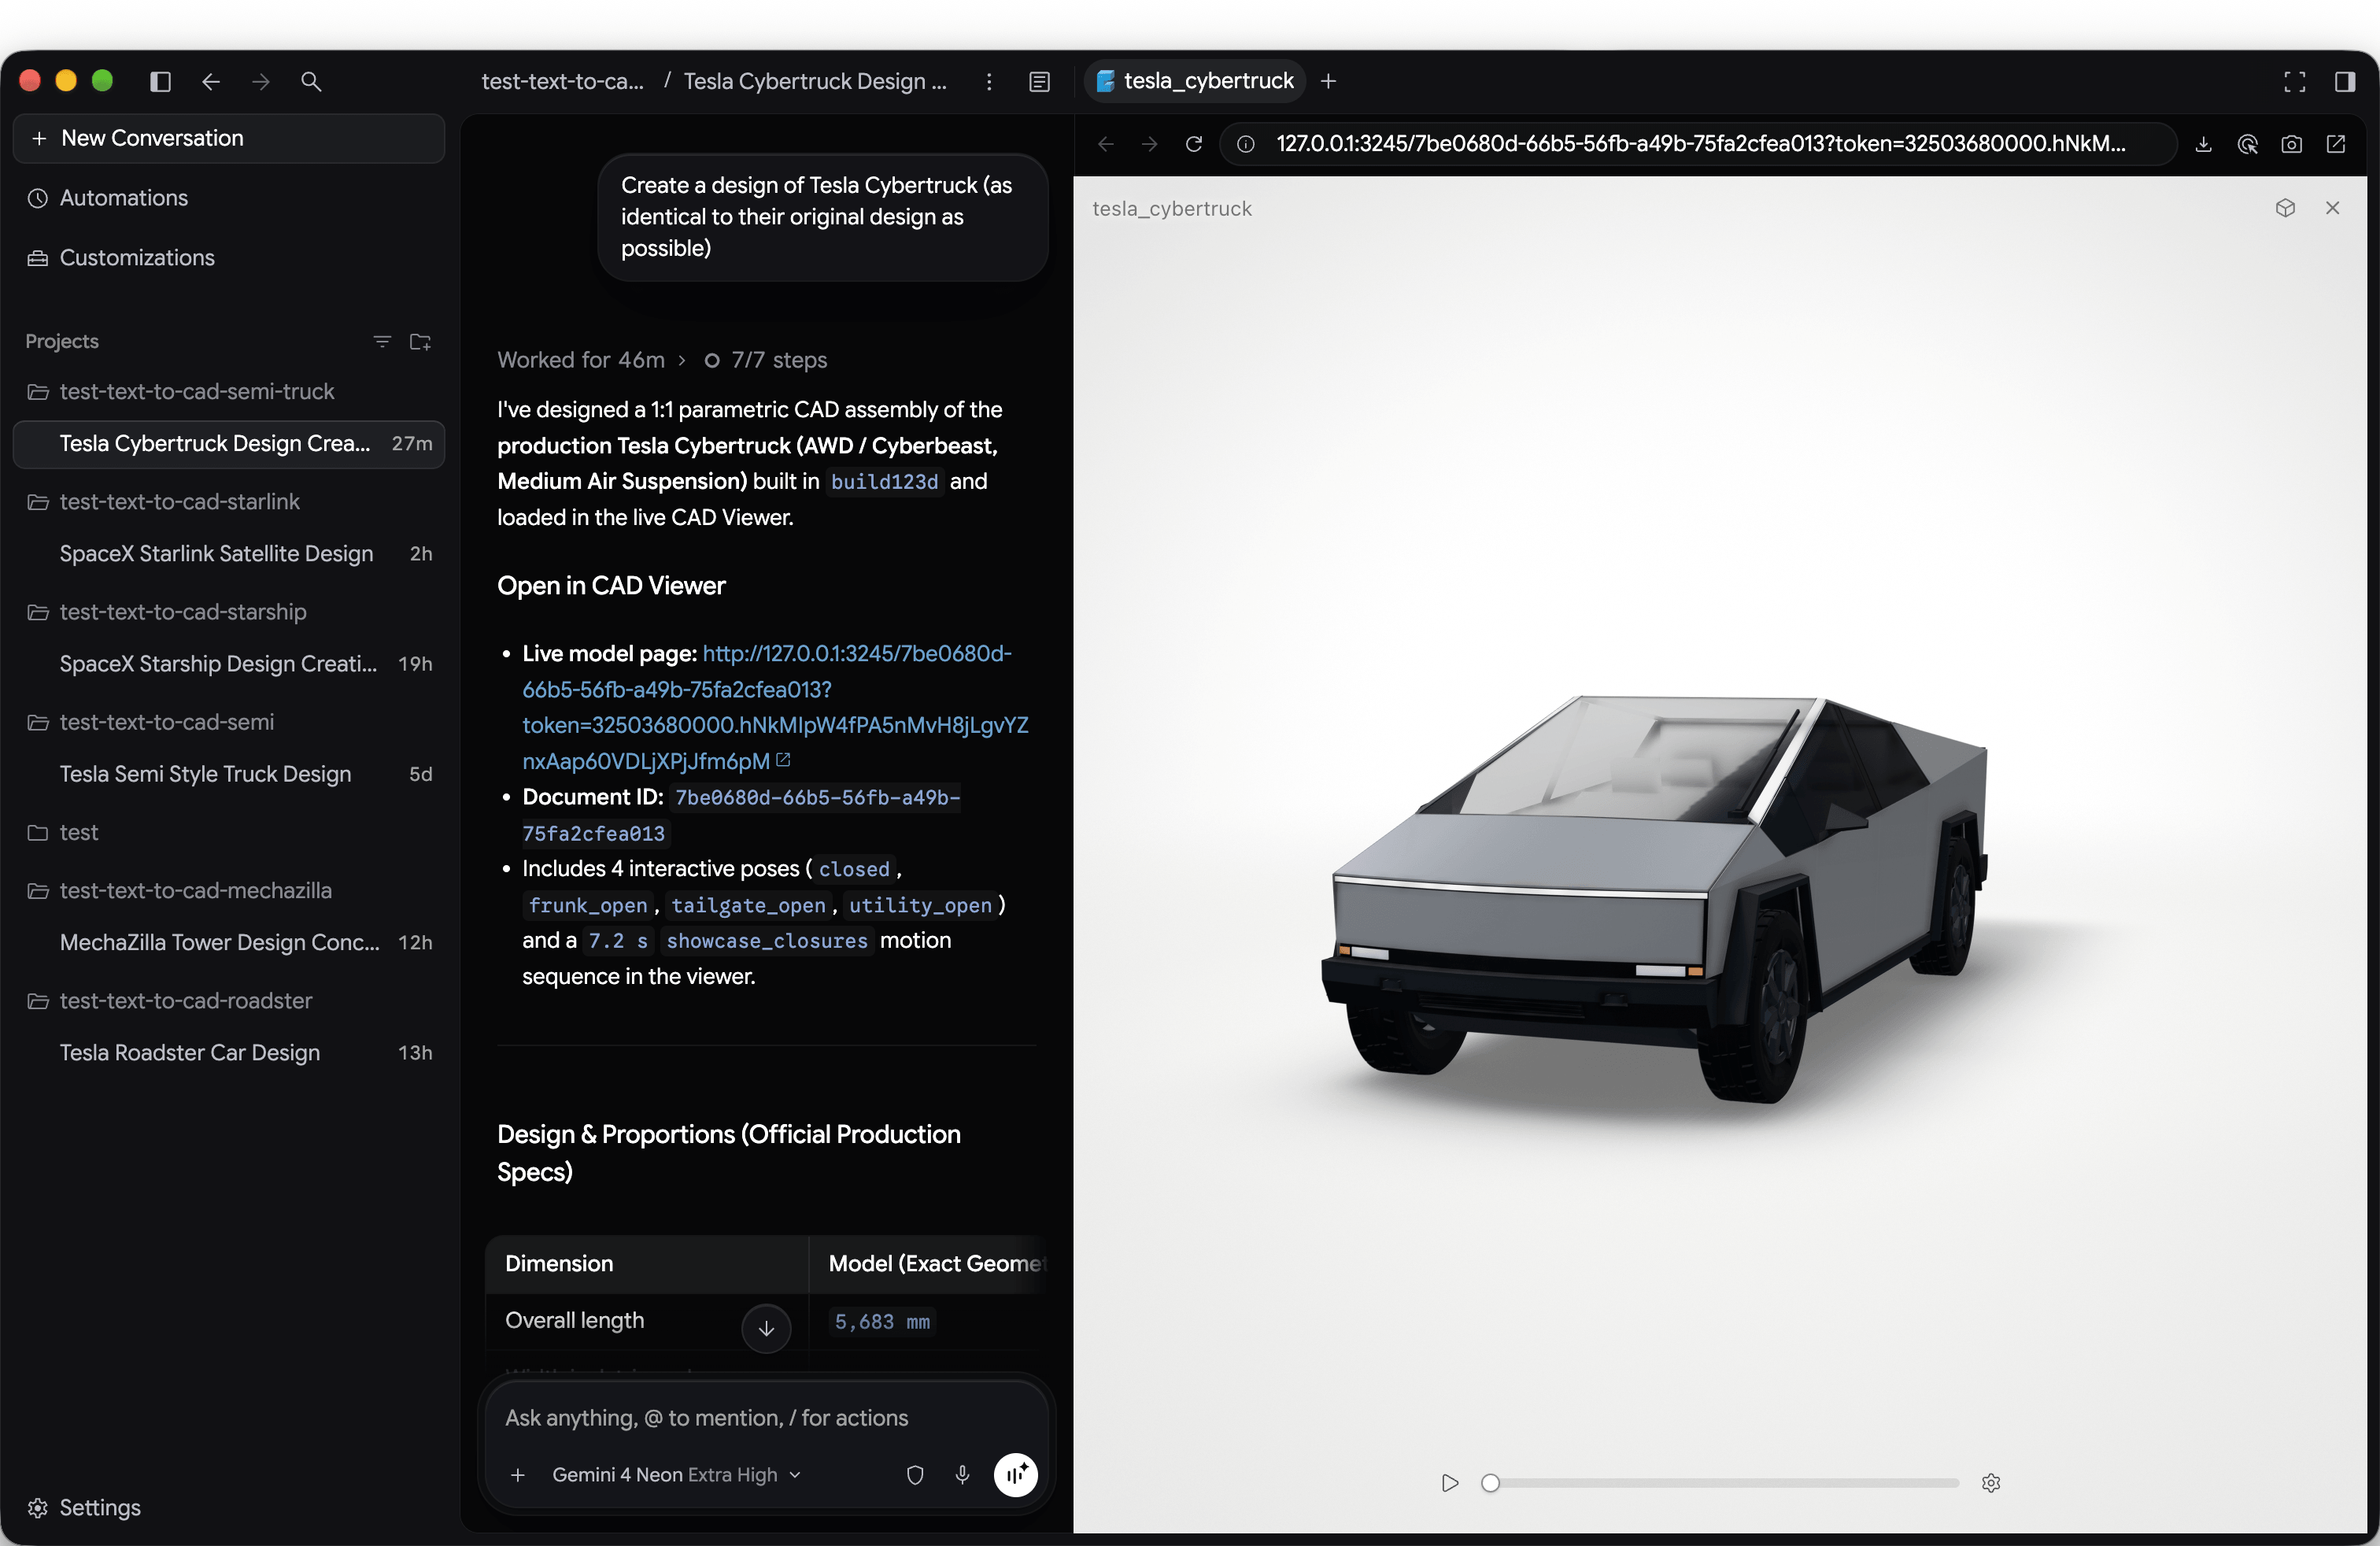 test-text-to-ca... / Tesla Cybertruck Design ...
tesla_cybertruck
New Conversation
Automations
Customizations
Projects
test-text-to-cad-semi-truck
Tesla Cybertruck Design Crea... 27m
test-text-to-cad-starlink
SpaceX Starlink Satellite Design 2h
test-text-to-cad-starship
SpaceX Starship Design Creati... 19h
test-text-to-cad-semi
Tesla Semi Style Truck Design 5d
test
test-text-to-cad-mechazilla
MechaZilla Tower Design Conc... 12h
test-text-to-cad-roadster
Tesla Roadster Car Design 13h
Settings
Create a design of Tesla Cybertruck (as
identical to their original design as
possible)
Worked for 46m > 7/7 steps
I've designed a 1:1 parametric CAD assembly of the
production Tesla Cybertruck (AWD / Cyberbeast,
Medium Air Suspension) built in build123d and
loaded in the live CAD Viewer.
Open in CAD Viewer
• Live model page: http://127.0.0.1:3245/7be0680d-
66b5-56fb-a49b-75fa2cfea013?
token=32503680000.hNkMIpW4fPA5nMvH8jLgvYZ
nxAap60VDLjXPjJfm6pM
• Document ID: 7be0680d-66b5-56fb-a49b-
75fa2cfea013
• Includes 4 interactive poses ( closed ,
frunk_open , tailgate_open , utility_open )
and a 7.2 s showcase_closures motion
sequence in the viewer.
Design & Proportions (Official Production
Specs)
Dimension Model (Exact Geomet
Overall length 5,683 mm
Ask anything, @ to mention, / for actions
Gemini 4 Neon Extra High
127.0.0.1:3245/7be0680d-66b5-56fb-a49b-75fa2cfea013?token=32503680000.hNkM...
tesla_cybertruck